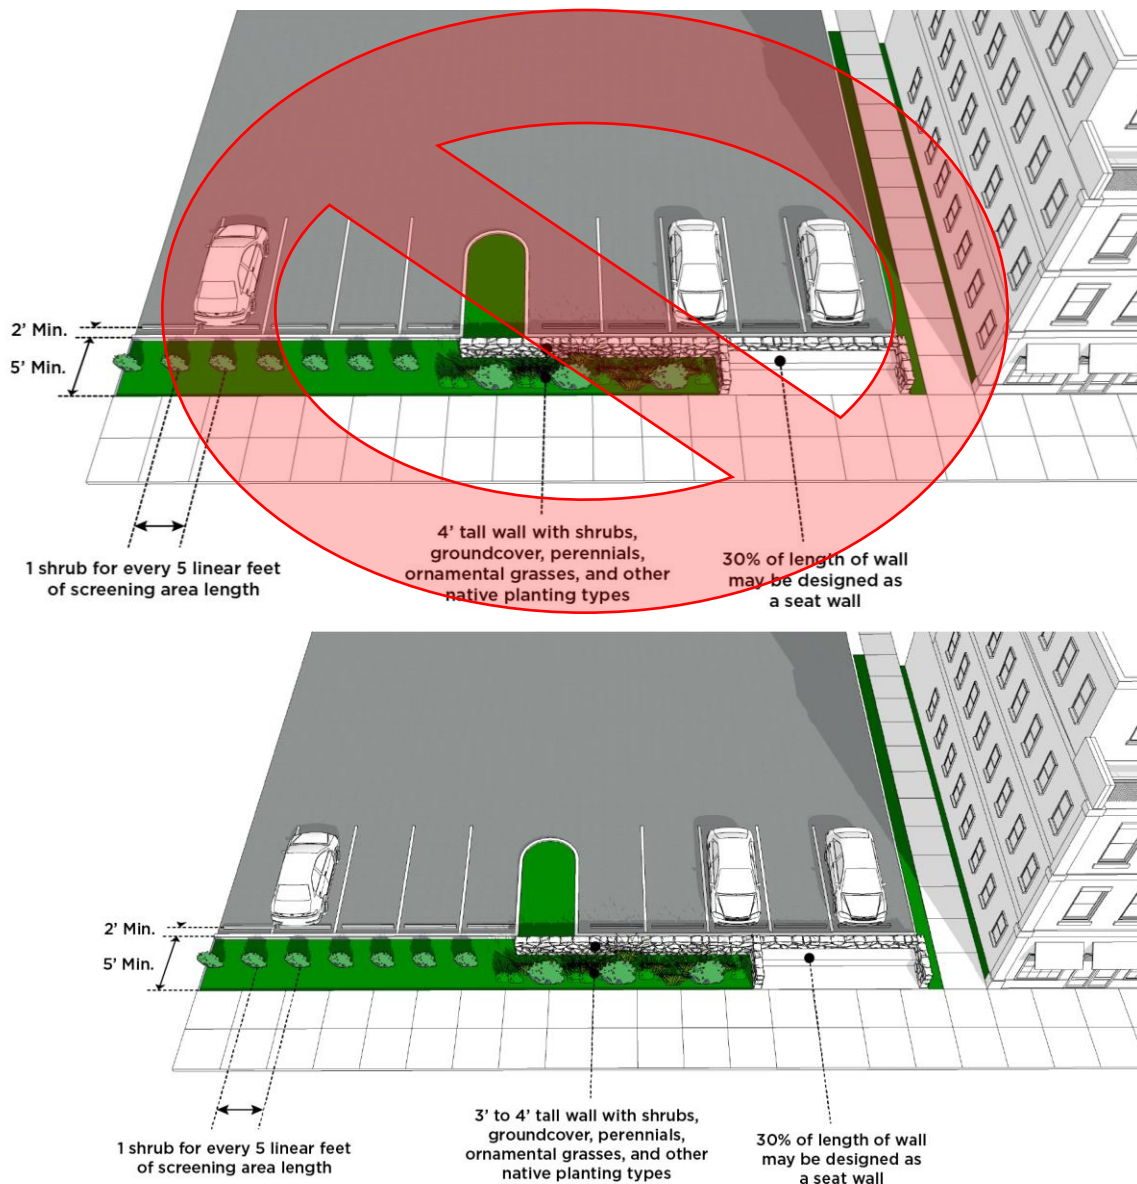 2' Min.
5' Min.
1 shrub for every 5 linear feet
of screening area length
4' tall wall with shrubs,
groundcover, perennials,
ornamental grasses, and other
native planting types
30% of length of wall
may be designed as
a seat wall
2' Min.
5' Min.
1 shrub for every 5 linear feet
of screening area length
3' to 4' tall wall with shrubs,
groundcover, perennials,
ornamental grasses, and other
native planting types
30% of length of wall
may be designed as
a seat wall